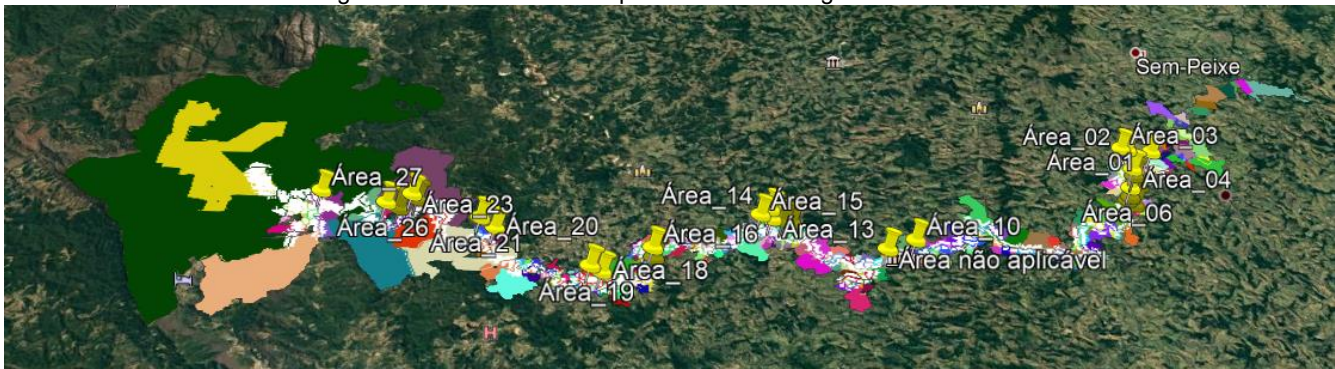 Sem-Peixe
Área_02
Área_03
Área_01
Área_27
Área_04
Área_14
Área_15
Área_23
Área_06
Área_26
Área_20
Área_10
Área_16
Área_13
Área_21
Área não aplicável
Área_18
Área_19
H